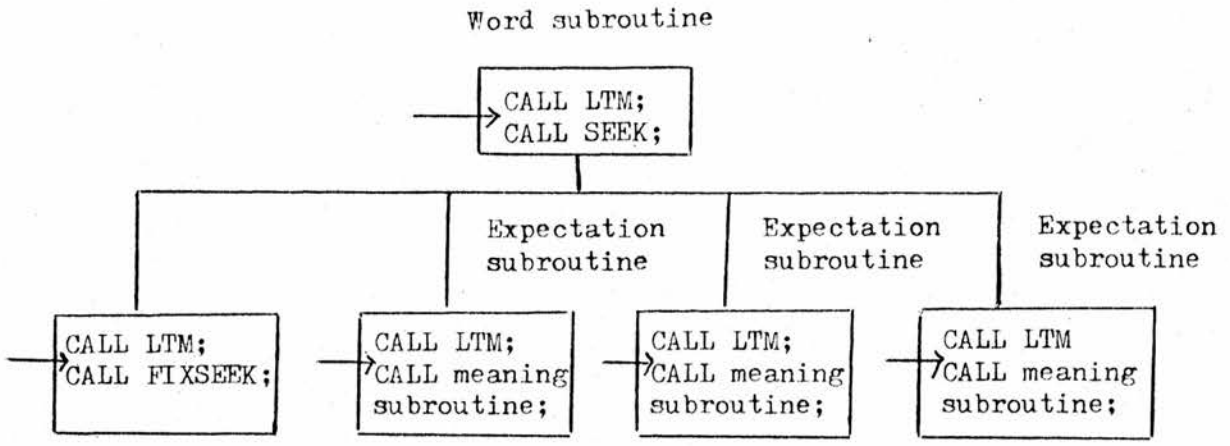 Word subroutine
CALL LTM;
CALL SEEK;
Expectation
subroutine
Expectation
subroutine
Expectation
subroutine
CALL LTM;
CALL FIXSEEK;
CALL LTM;
CALL meaning
subroutine;
CALL LTM;
CALL meaning
subroutine;
CALL LTM
CALL meaning
subroutine;